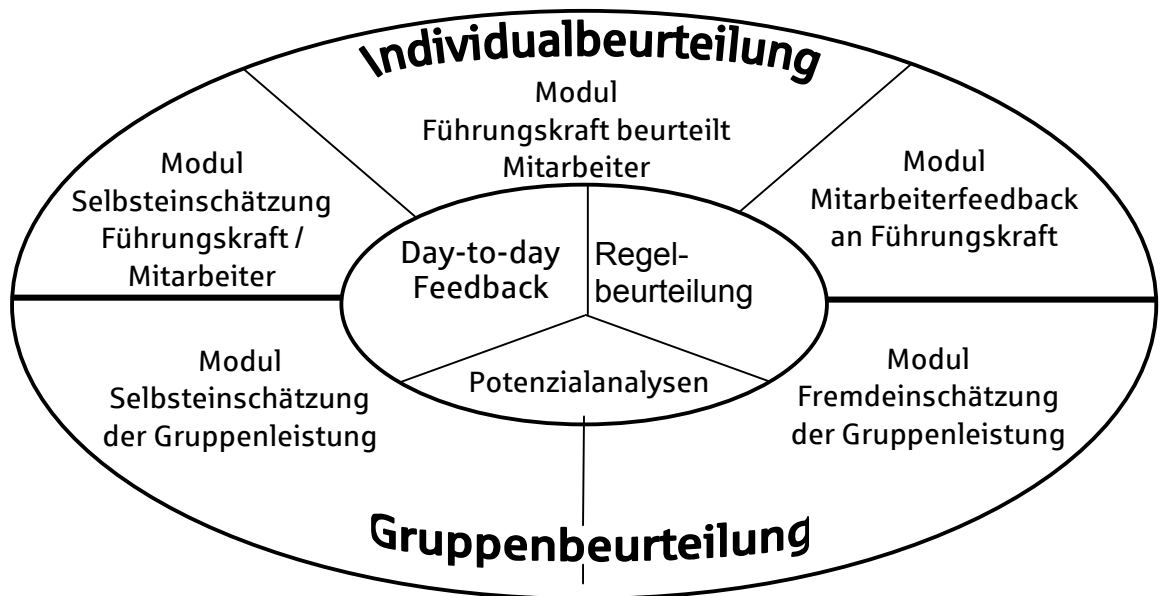 Individualbeurteilung
Modul
Führungskraft beurteilt
Mitarbeiter
Modul
Selbsteinschätzung
Führungskraft /
Mitarbeiter
Modul
Mitarbeiterfeedback
an Führungskraft
Day-to-day
Feedback
Regel-
beurteilung
Potenzialanalysen
Modul
Selbsteinschätzung
der Gruppenleistung
Modul
Fremdeinschätzung
der Gruppenleistung
Gruppenbeurteilung